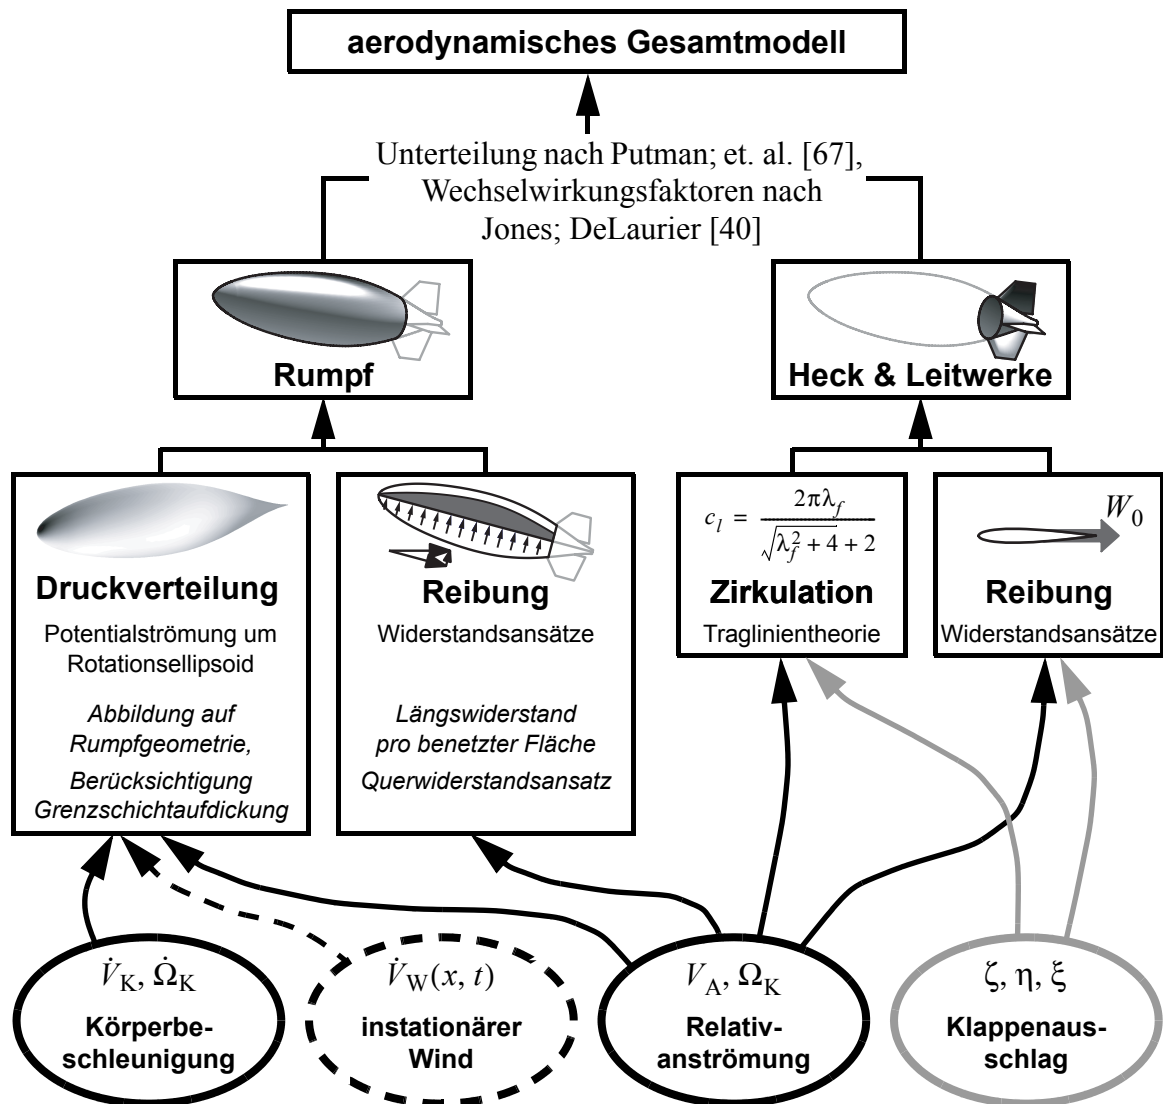 aerodynamisches Gesamtmodell
Unterteilung nach Putman; et. al. [67],
Wechselwirkungsfaktoren nach
Jones; DeLaurier [40]
Rumpf
Heck & Leitwerke
Druckverteilung
Potentialströmung um
Rotationsellipsoid
Abbildung auf
Rumpfgeometrie,
Berücksichtigung
Grenzschichtaufdickung
Reibung
Widerstandsansätze
Längswiderstand
pro benetzter Fläche
Querwiderstandsansatz
c_l = 2πλ_f / (√(λ_f^2 + 4) + 2)
Zirkulation
Traglinientheorie
W_0
Reibung
Widerstandsansätze
V̇_K, Ω̇_K
Körperbe-
schleunigung
V̇_W(x, t)
instationärer
Wind
V_A, Ω_K
Relativ-
anströmung
ζ, η, ξ
Klappenaus-
schlag